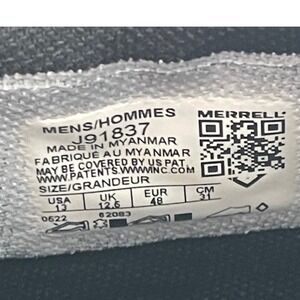 MENS/HOMMES
J91837
MADE IN MYANMAR
FABRIQUÉ AU MYANMAR
MAY BE COVERED BY US PAT.
WWW.PATENTS.WWWINC.COM
SIZE/GRANDEUR
USA UK EUR CM
13 12.5 48 31
0522 62083
MERRELL